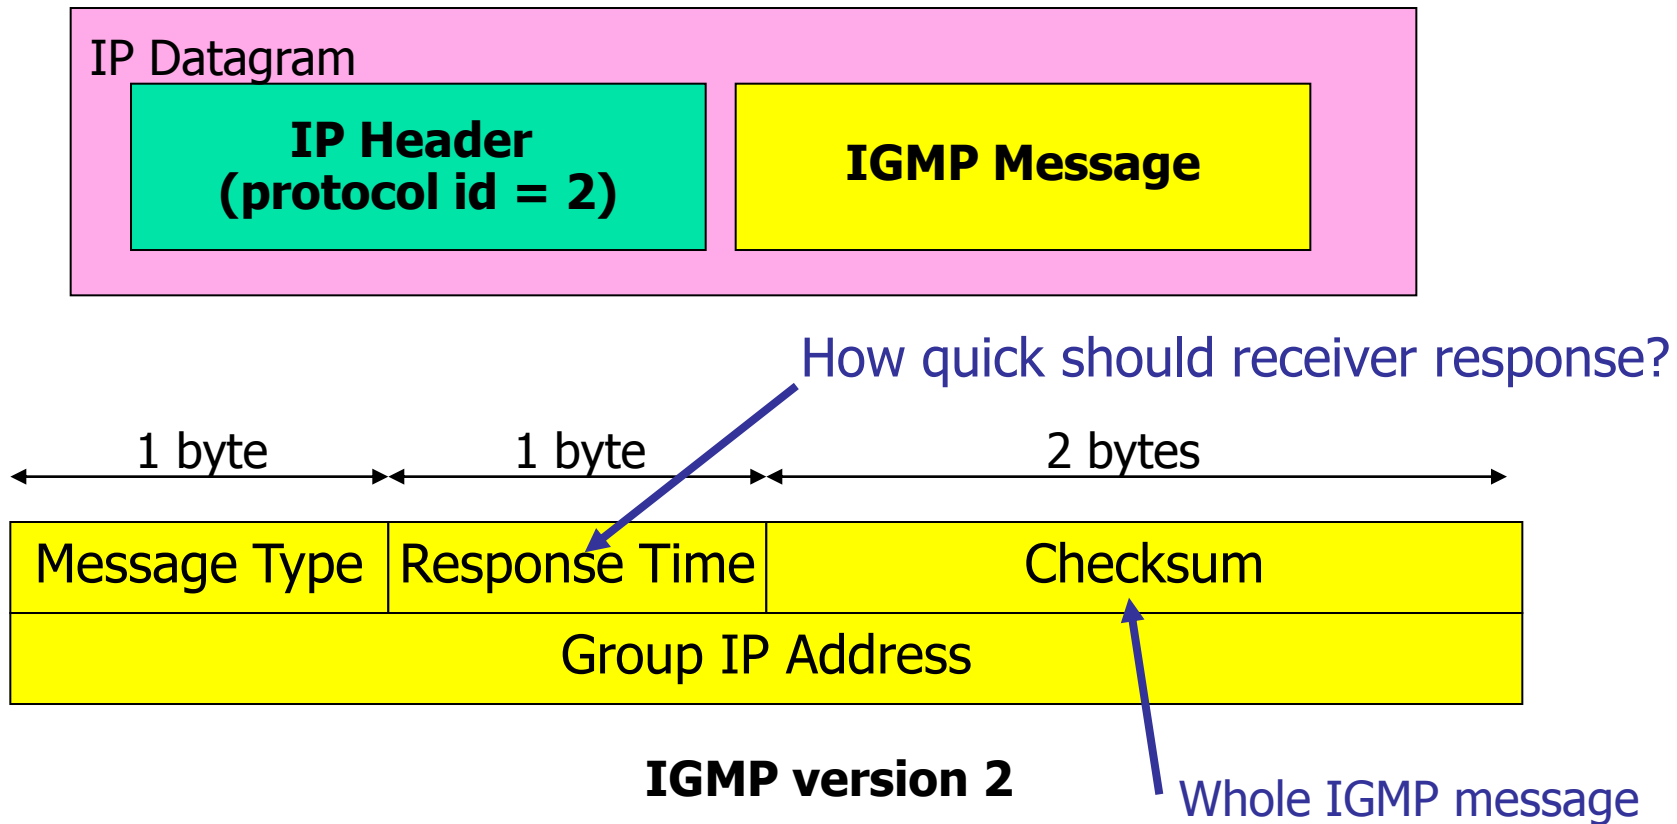 IP Datagram
IP Header
(protocol id = 2)
IGMP Message
How quick should receiver response?
1 byte
1 byte
2 bytes
Message Type
Response Time
Checksum
Group IP Address
IGMP version 2
Whole IGMP message